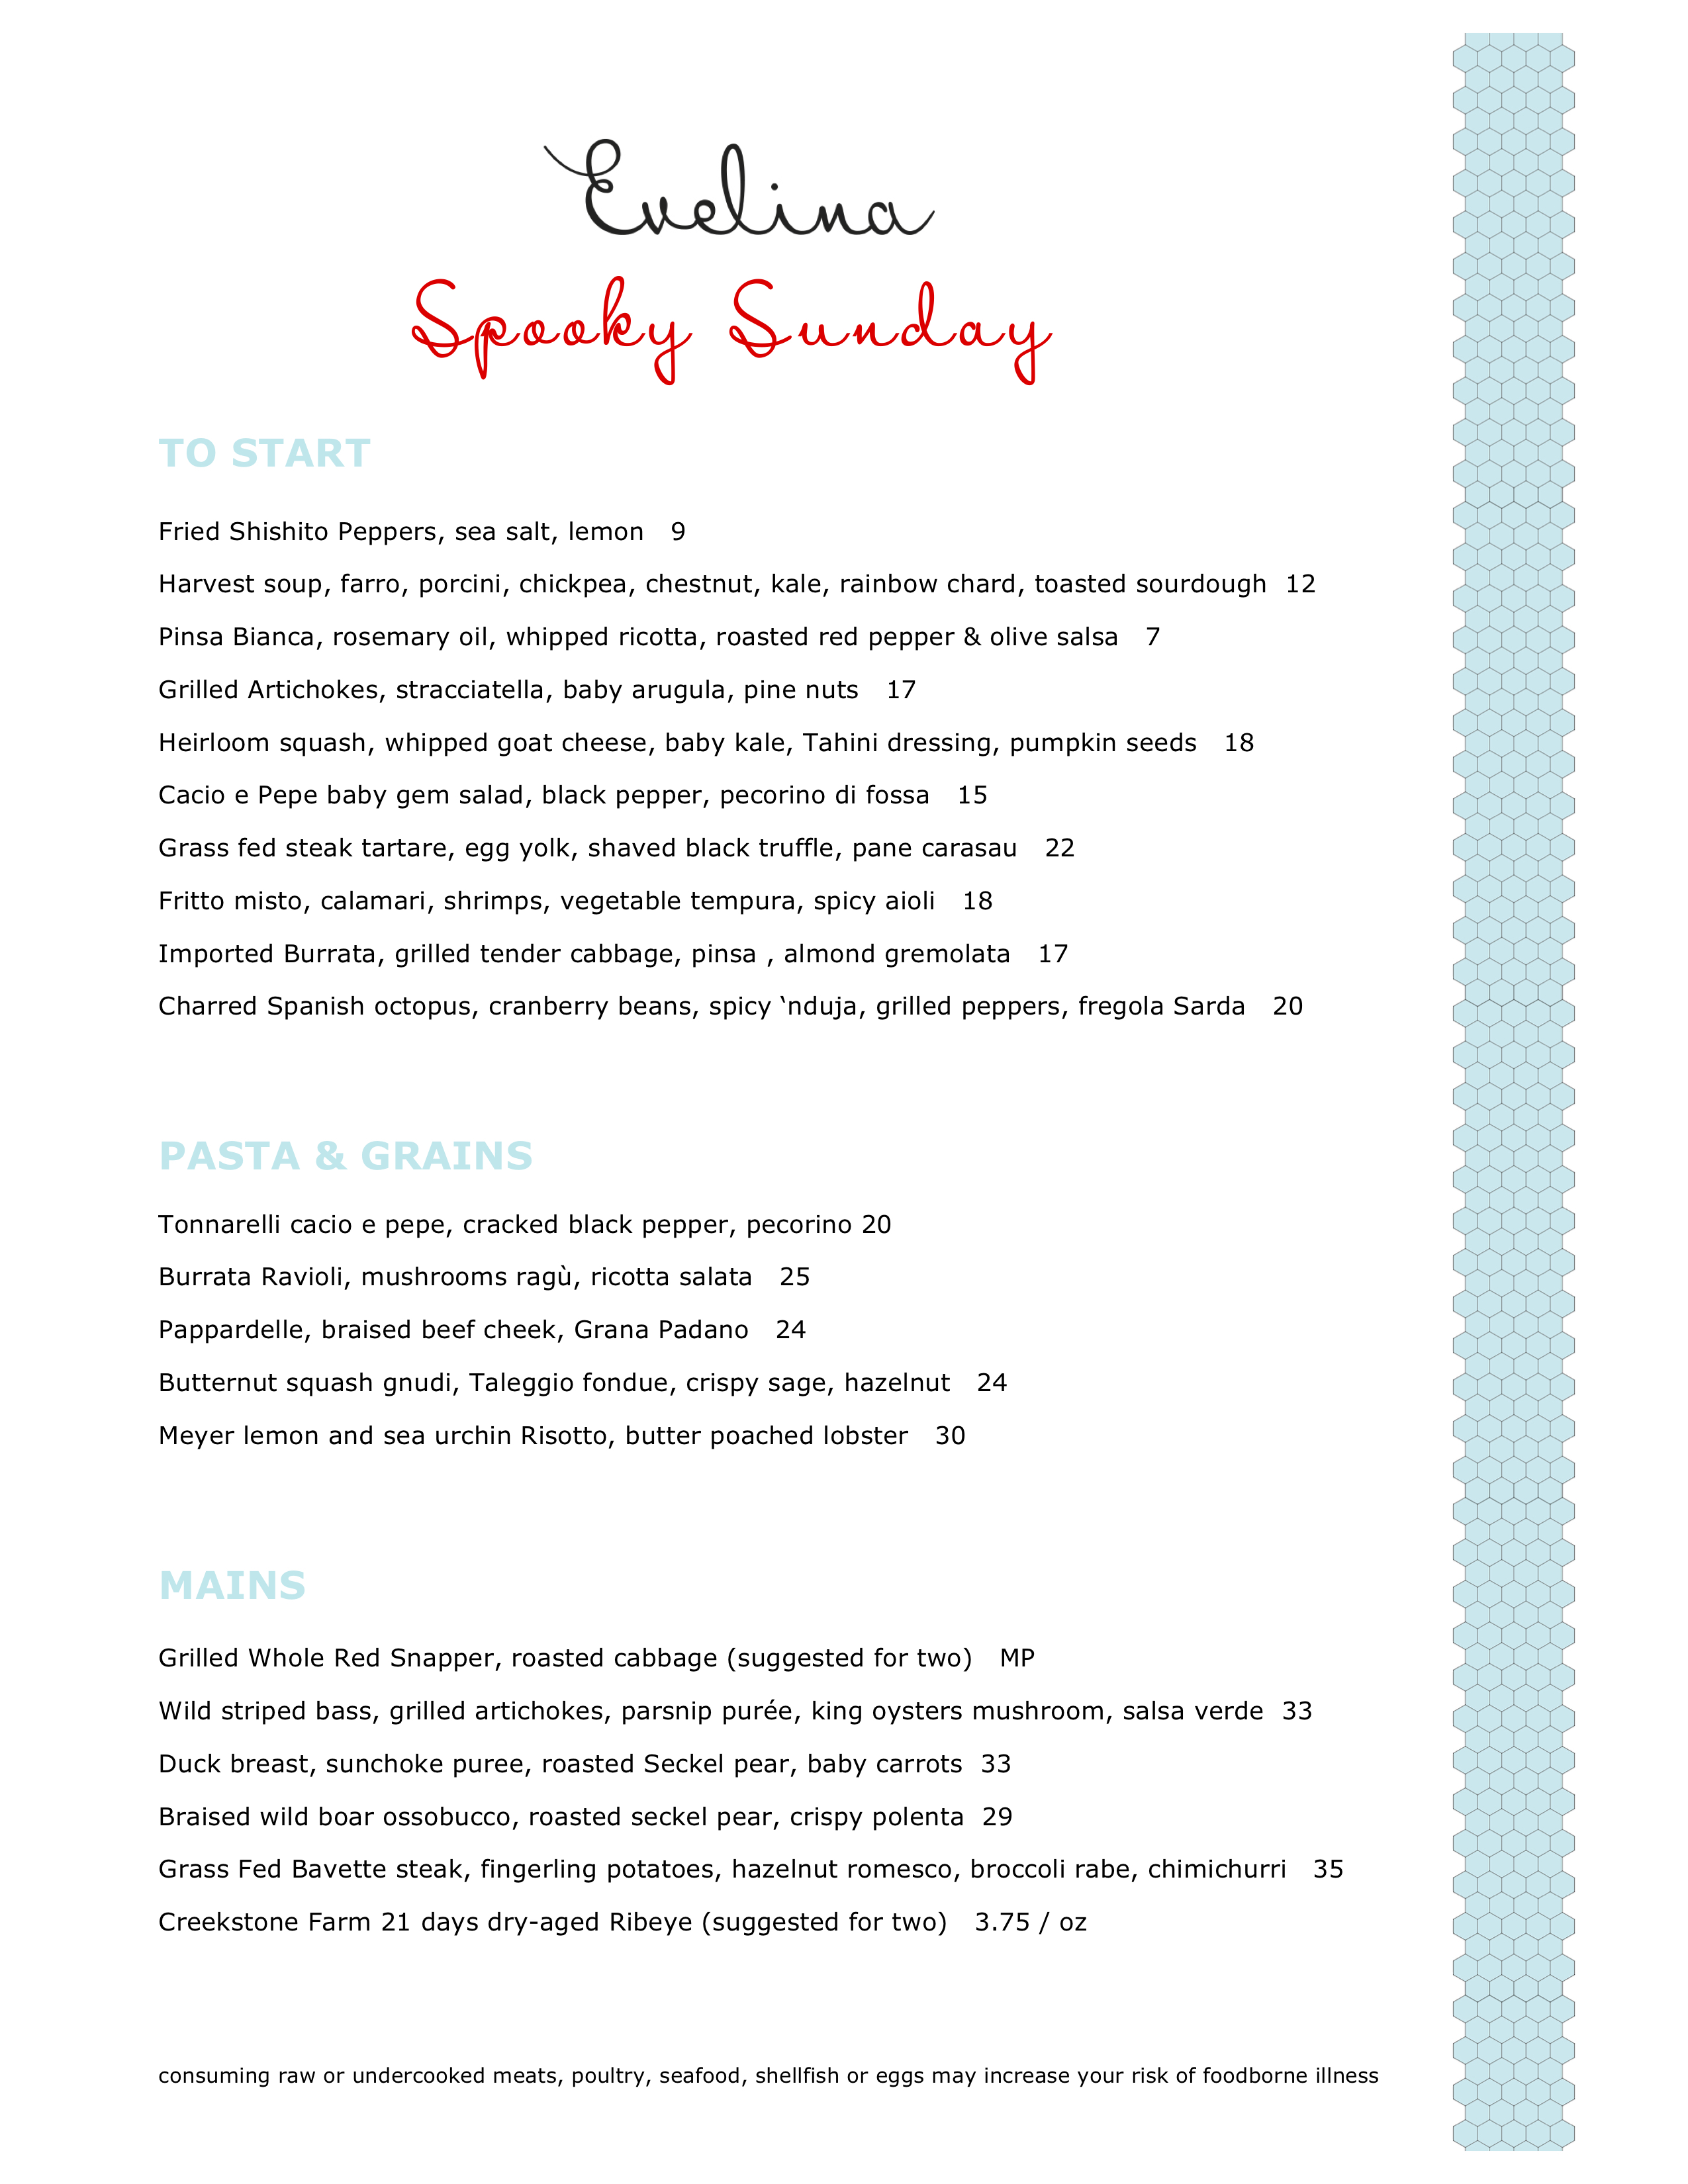 Evelina
Spooky Sunday
TO START
Fried Shishito Peppers, sea salt, lemon 9
Harvest soup, farro, porcini, chickpea, chestnut, kale, rainbow chard, toasted sourdough 12
Pinsa Bianca, rosemary oil, whipped ricotta, roasted red pepper & olive salsa 7
Grilled Artichokes, stracciatella, baby arugula, pine nuts 17
Heirloom squash, whipped goat cheese, baby kale, Tahini dressing, pumpkin seeds 18
Cacio e Pepe baby gem salad, black pepper, pecorino di fossa 15
Grass fed steak tartare, egg yolk, shaved black truffle, pane carasau 22
Fritto misto, calamari, shrimps, vegetable tempura, spicy aioli 18
Imported Burrata, grilled tender cabbage, pinsa , almond gremolata 17
Charred Spanish octopus, cranberry beans, spicy ‛nduja, grilled peppers, fregola Sarda 20
PASTA & GRAINS
Tonnarelli cacio e pepe, cracked black pepper, pecorino 20
Burrata Ravioli, mushrooms ragù, ricotta salata 25
Pappardelle, braised beef cheek, Grana Padano 24
Butternut squash gnudi, Taleggio fondue, crispy sage, hazelnut 24
Meyer lemon and sea urchin Risotto, butter poached lobster 30
MAINS
Grilled Whole Red Snapper, roasted cabbage (suggested for two) MP
Wild striped bass, grilled artichokes, parsnip purée, king oysters mushroom, salsa verde 33
Duck breast, sunchoke puree, roasted Seckel pear, baby carrots 33
Braised wild boar ossobucco, roasted seckel pear, crispy polenta 29
Grass Fed Bavette steak, fingerling potatoes, hazelnut romesco, broccoli rabe, chimichurri 35
Creekstone Farm 21 days dry-aged Ribeye (suggested for two) 3.75 / oz
consuming raw or undercooked meats, poultry, seafood, shellfish or eggs may increase your risk of foodborne illness